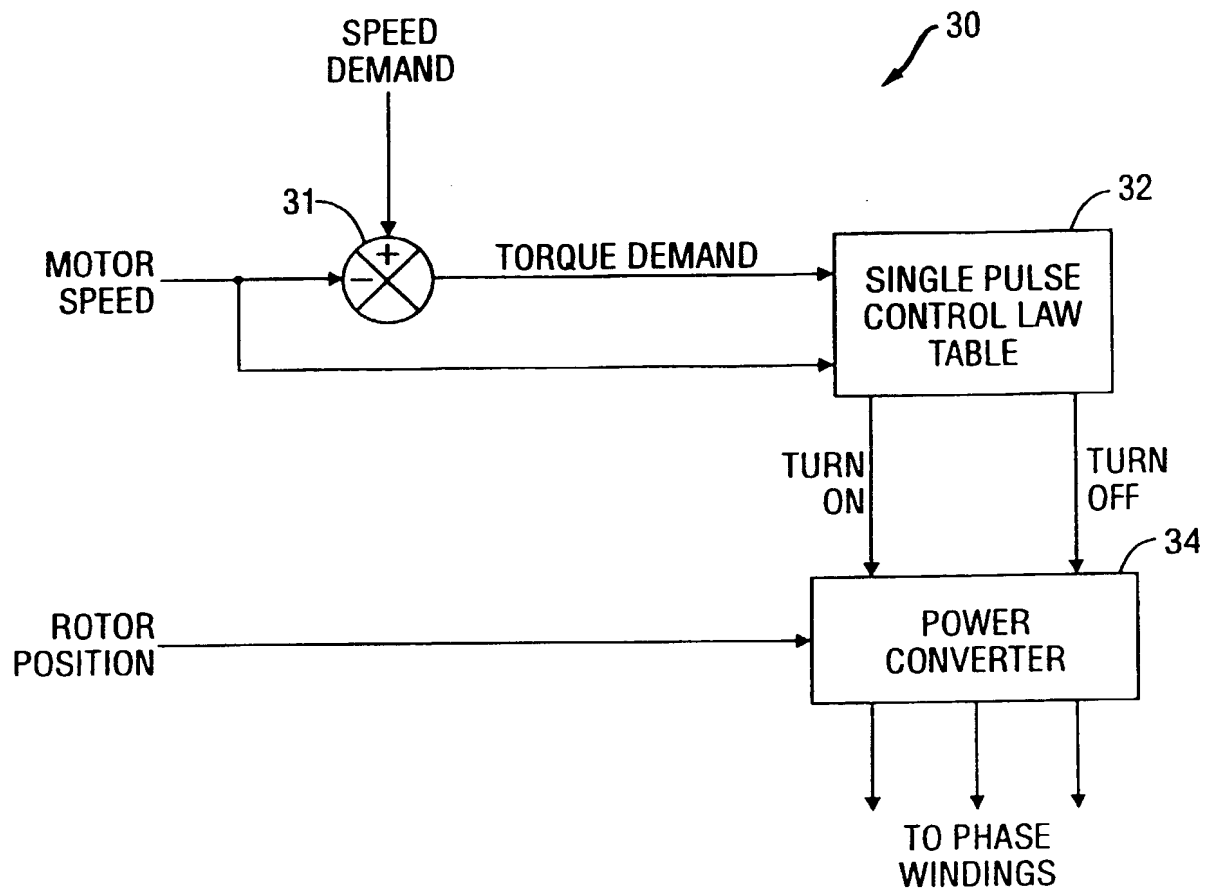 SPEED
DEMAND
30
31
+
−
MOTOR
SPEED
TORQUE DEMAND
32
SINGLE PULSE
CONTROL LAW
TABLE
TURN
ON
TURN
OFF
34
ROTOR
POSITION
POWER
CONVERTER
TO PHASE
WINDINGS